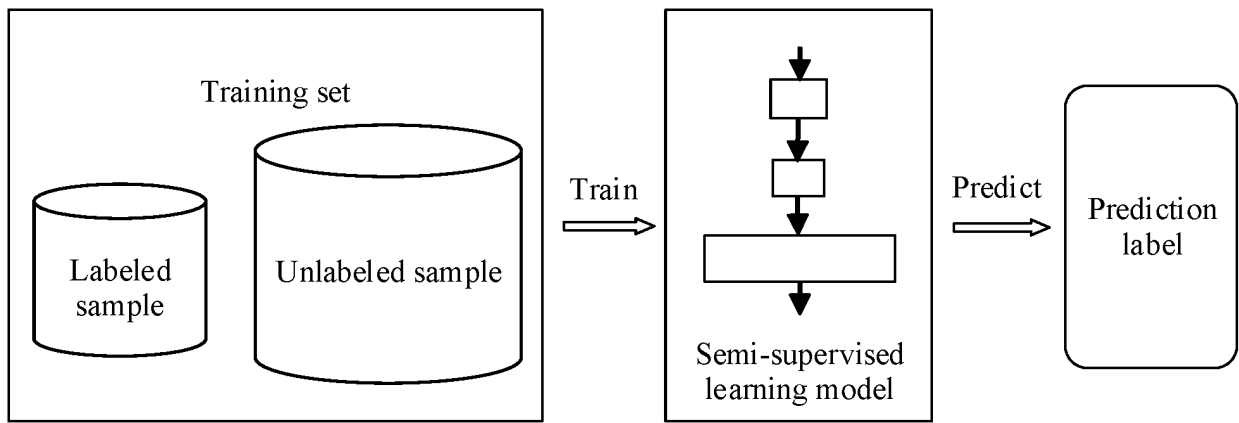 Training set
Labeled
sample
Unlabeled sample
Train
Semi-supervised
learning model
Predict
Prediction
label